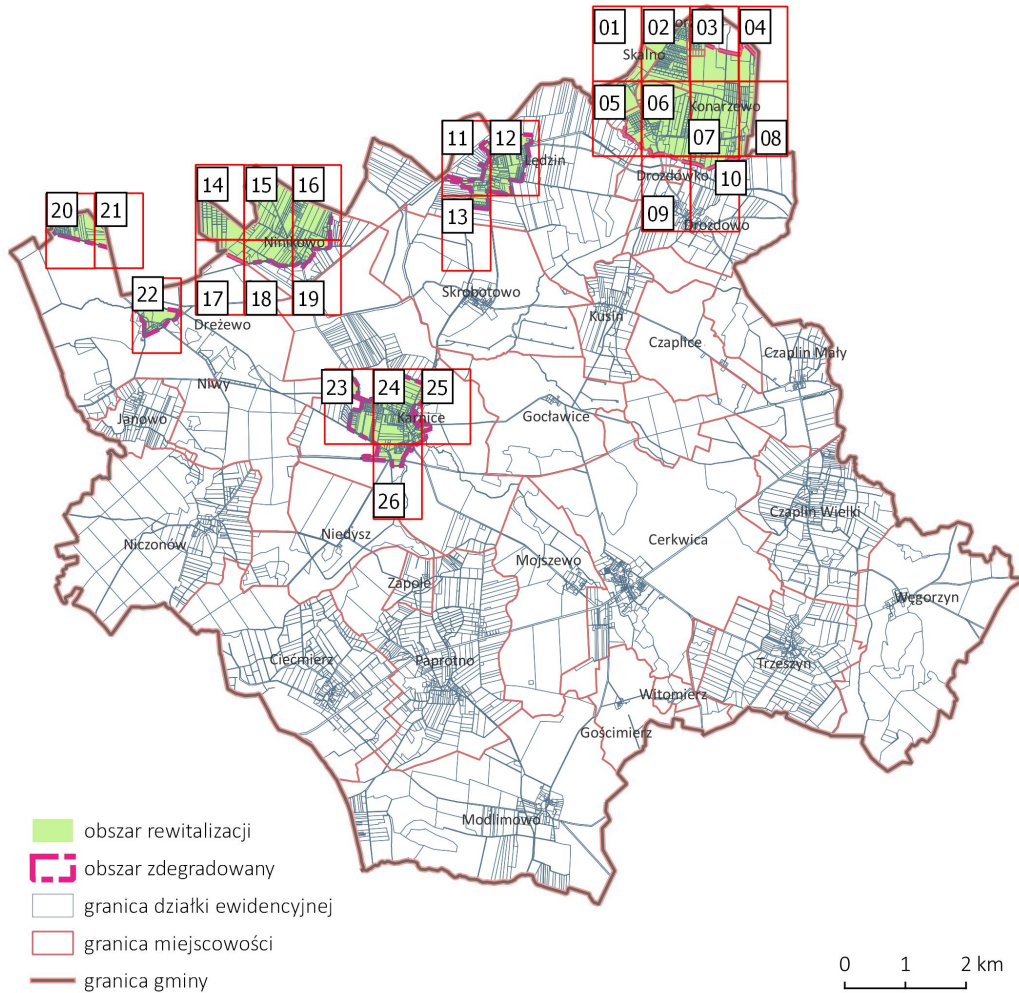 01
02
03
04
Skalno
05
06
Konarzewo
07
08
11
12
Lędzin
Drozdówko
10
14
15
16
13
09
Drozdowo
20
21
Ninikowo
22
17
18
19
Skrobotowo
Kusin
Dreżewo
Czaplice
Czaplin Mały
23
24
25
Niwy
Janowo
Karnice
Gocławice
26
Czaplin Wielki
Niczonów
Niedysz
Cerkwica
Mojszewo
Zapole
Węgorzyn
Ciećmierz
Paprotno
Trzeszyn
Witomierz
Gościmierz
Modlimowo
obszar rewitalizacji
obszar zdegradowany
granica działki ewidencyjnej
granica miejscowości
granica gminy
0 1 2 km